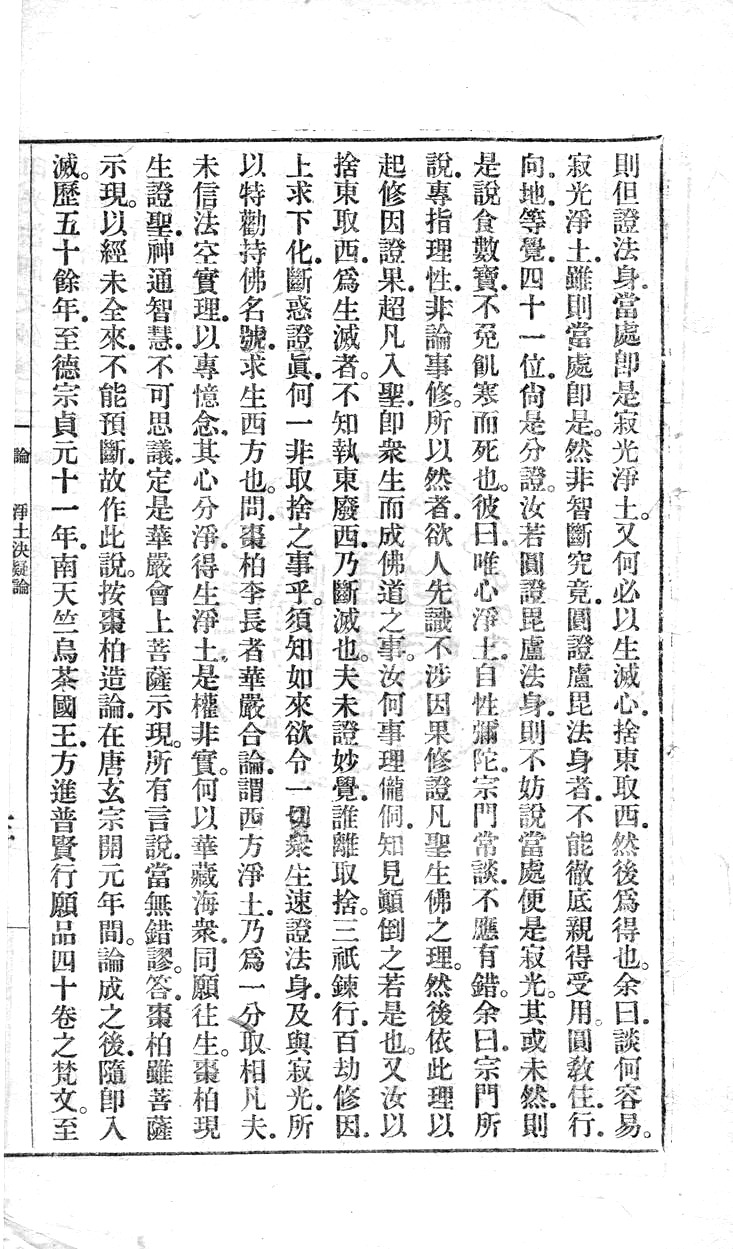 則但證法身．當處卽是寂光淨土。又何必以生滅心．捨東取西．然後爲得也。余曰．談何容易。
寂光淨土．雖則當處卽是。然非智斷究竟．圓證盧毘法身者．不能徹底親得受用。圓敎住．行．
向．地．等覺．四十一位．尙是分證。汝若圓證毘盧法身．則不妨說當處便是寂光。其或未然．則
是說食數寶．不免飢寒而死也。彼曰．唯心淨土．自性彌陀．宗門常談．不應有錯。余曰．宗門所
說．專指理性．非論事修。所以然者．欲人先識不涉因果修證凡聖生佛之理。然後依此理以
起修因證果．超凡入聖．卽衆生而成佛道之事。汝何事理儱侗．知見顚倒之若是也。又汝以
捨東取西．爲生滅者。不知執東廢西．乃斷滅也。夫未證妙覺．誰離取捨。三祇鍊行．百劫修因．
上求下化．斷惑證眞．何一非取捨之事乎。須知如來欲令一切衆生速證法身．及與寂光．所
以特勸持佛名號．求生西方也。問．棗柏李長者華嚴合論．謂西方淨土．乃爲一分取相凡夫．
未信法空實理．以專憶念．其心分淨．得生淨土．是權非實。何以華藏海衆．同願往生。棗柏現
生證聖．神通智慧．不可思議．定是華嚴會上菩薩示現。所有言說．當無錯謬。答．棗柏雖菩薩
示現。以經未全來．不能預斷．故作此說。按棗柏造論．在唐玄宗開元年間。論成之後．隨卽入
滅。歷五十餘年．至德宗貞元十一年．南天竺烏茶國王．方進普賢行願品四十卷之梵文。至
論　淨土決疑論